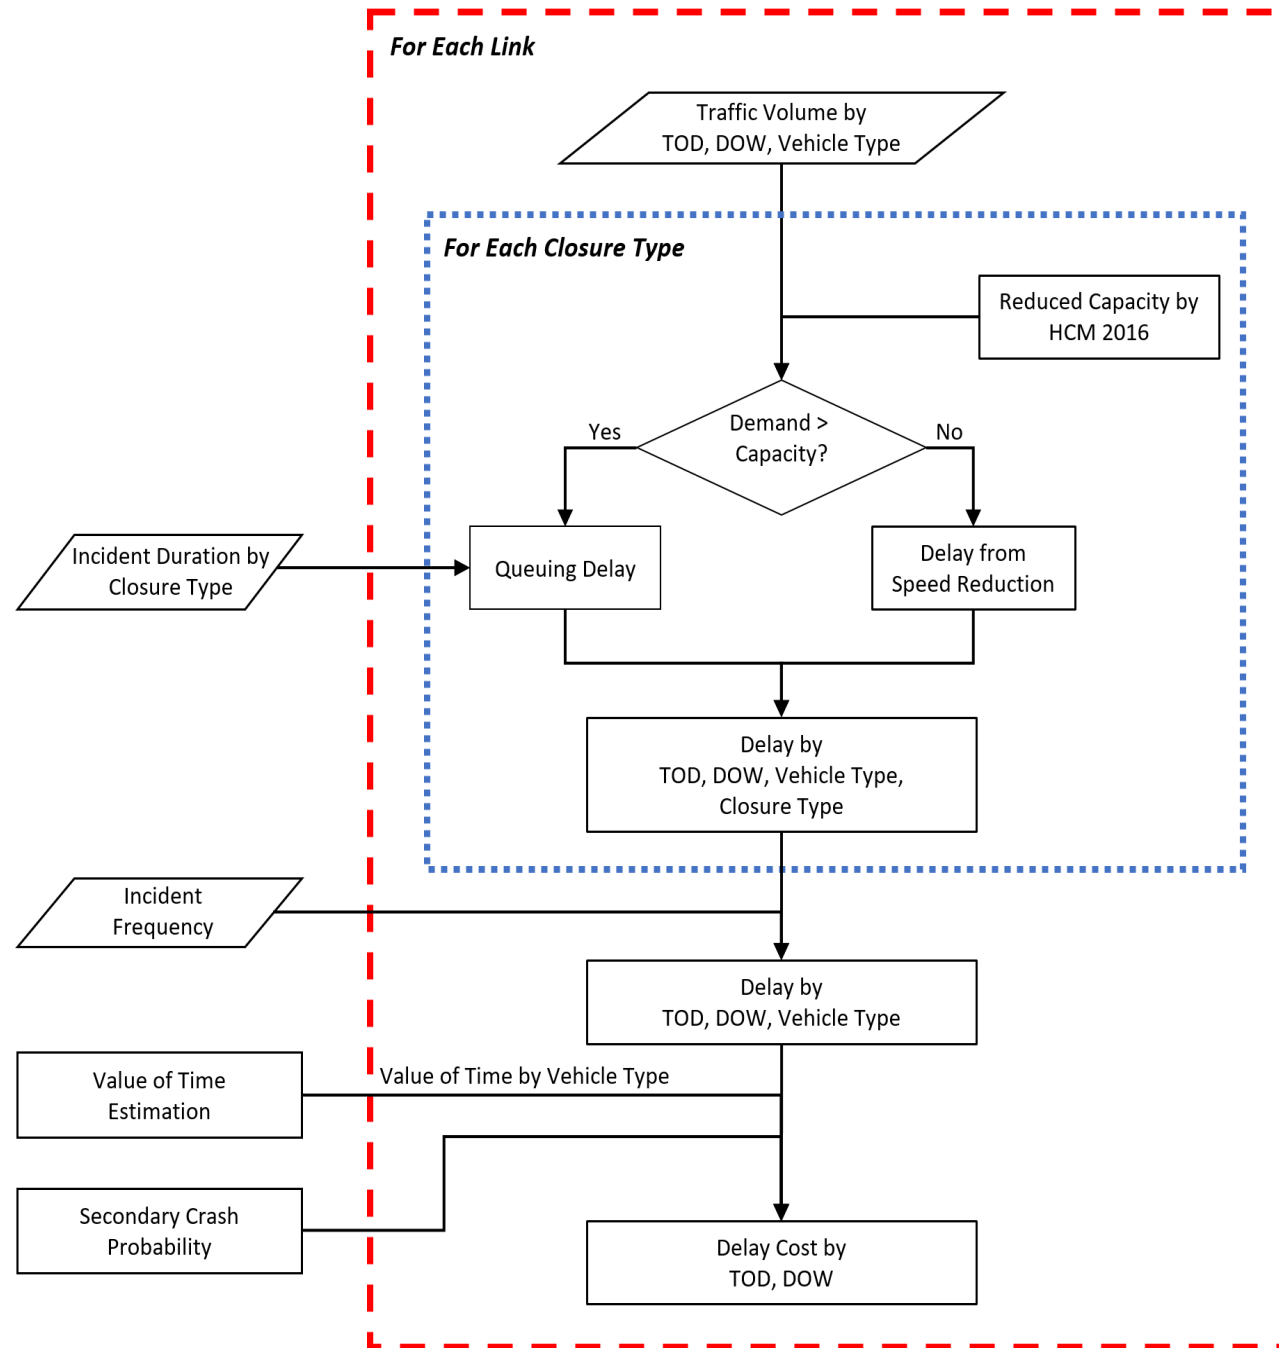 For Each Link
Traffic Volume by
TOD, DOW, Vehicle Type
For Each Closure Type
Reduced Capacity by
HCM 2016
Demand >
Capacity?
Yes
No
Incident Duration by
Closure Type
Queuing Delay
Delay from
Speed Reduction
Delay by
TOD, DOW, Vehicle Type,
Closure Type
Incident
Frequency
Delay by
TOD, DOW, Vehicle Type
Value of Time
Estimation
Value of Time by Vehicle Type
Secondary Crash
Probability
Delay Cost by
TOD, DOW